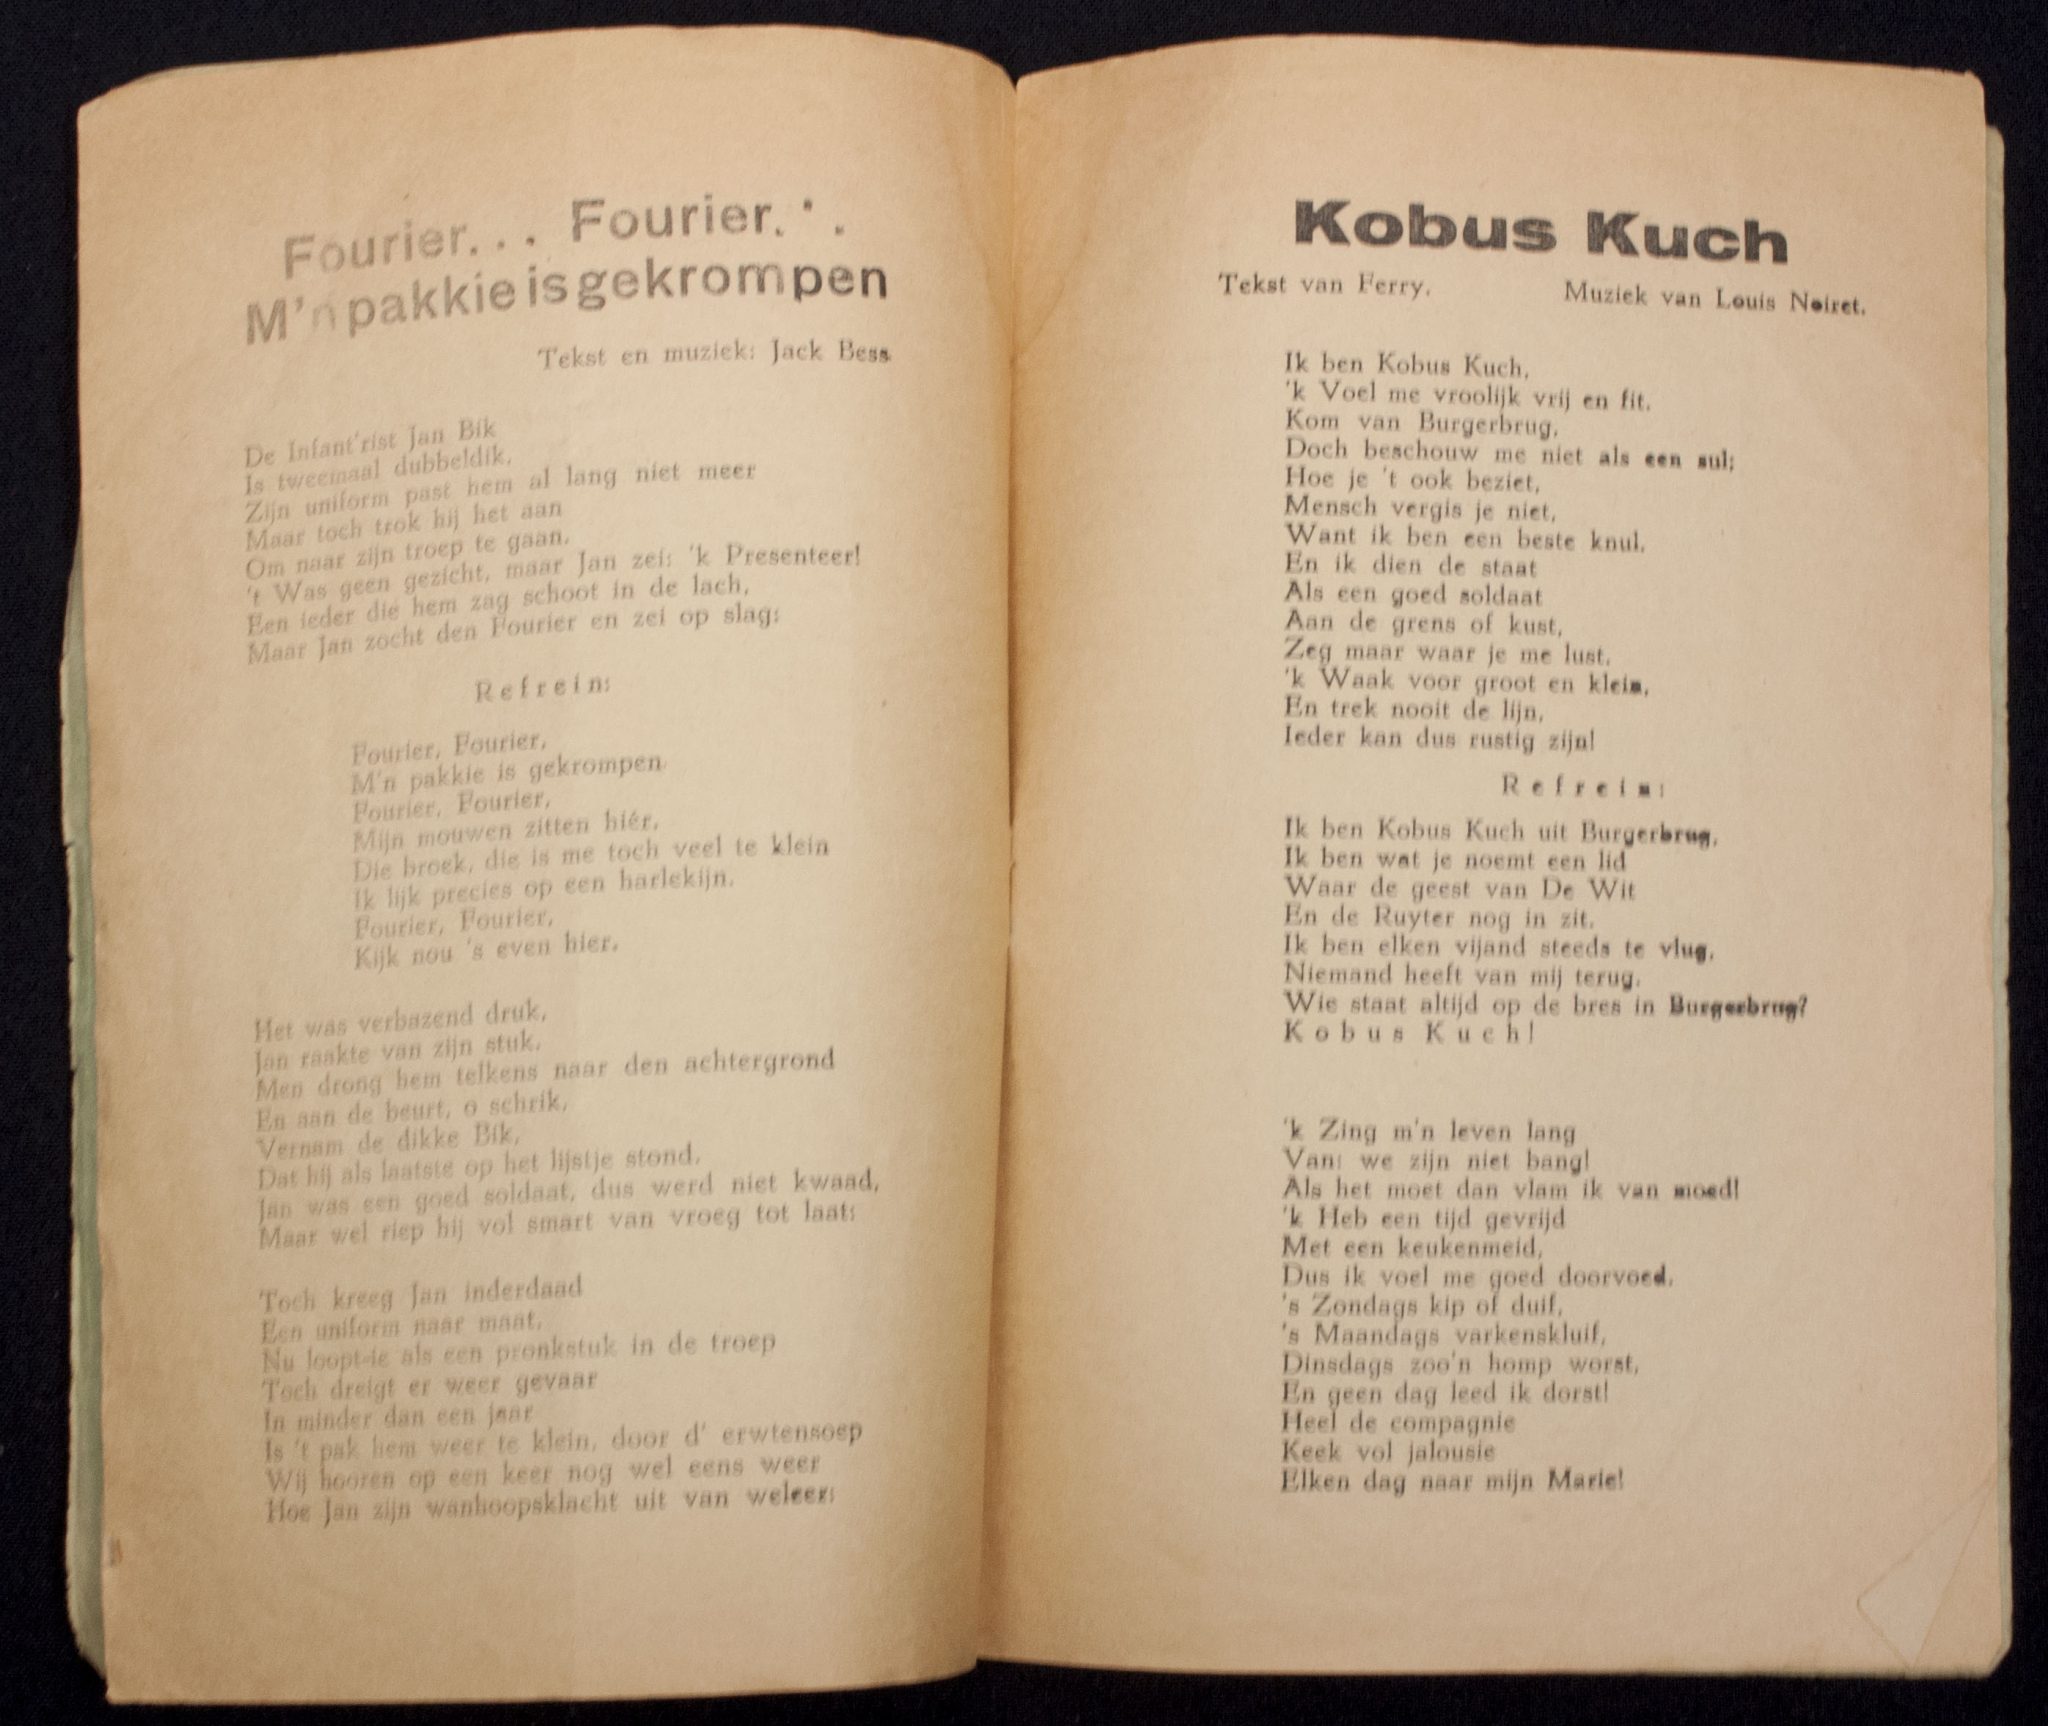 Fourier... Fourier...
M'n pakkie is gekrompen
Tekst en muziek: Jack Bess
De Infant'rist Jan Bik
Is tweemaal dubbeldik,
Zijn uniform past hem al lang niet meer
Maar toch trok hij het aan
Om naar zijn troep te gaan,
't Was geen gezicht, maar Jan zei: 'k Presenteer!
Een ieder die hem zag schoot in de lach,
Maar Jan zocht den Fourier en zei op slag:
Refrein:
Fourier, Fourier,
M'n pakkie is gekrompen
Fourier, Fourier,
Mijn mouwen zitten hiér,
Die broek, die is me toch veel te klein
Ik lijk precies op een harlekijn,
Fourier, Fourier,
Kijk nou 's even hier.
Het was verbazend druk,
Jan raakte van zijn stuk,
Men drong hem telkens naar den achtergrond
En aan de beurt, o schrik,
Vernam de dikke Bik,
Dat hij als laatste op het lijstje stond,
Jan was een goed soldaat, dus werd niet kwaad,
Maar wel riep hij vol smart van vroeg tot laat:
Toch kreeg Jan inderdaad
Een uniform naar maat,
Nu loopt-ie als een pronkstuk in de troep
Toch dreigt er weer gevaar
In minder dan een jaar
Is 't pak hem weer te klein, door d' erwtensoep
Wij hooren op een keer nog wel eens weer
Hoe Jan zijn wanhoopsklacht uit van weleer:
Kobus Kuch
Tekst van Ferry. Muziek van Louis Noiret.
Ik ben Kobus Kuch,
'k Voel me vroolijk vrij en fit,
Kom van Burgerbrug,
Doch beschouw me niet als een sul;
Hoe je 't ook beziet,
Mensch vergis je niet,
Want ik ben een beste knul.
En ik dien de staat
Als een goed soldaat
Aan de grens of kust,
Zeg maar waar je me lust,
'k Waak voor groot en klein,
En trek nooit de lijn,
Ieder kan dus rustig zijn!
Refrein:
Ik ben Kobus Kuch uit Burgerbrug,
Ik ben wat je noemt een lid
Waar de geest van De Wit
En de Ruyter nog in zit.
Ik ben elken vijand steeds te vlug,
Niemand heeft van mij terug.
Wie staat altijd op de bres in Burgerbrug?
Kobus Kuch!
'k Zing m'n leven lang
Van: we zijn niet bang!
Als het moet dan vlam ik van moed!
'k Heb een tijd gevrijd
Met een keukenmeid,
Dus ik voel me goed doorvoed,
's Zondags kip of duif,
's Maandags varkenskluif,
Dinsdags zoo'n homp worst,
En geen dag leed ik dorst!
Heel de compagnie
Keek vol jalousie
Elken dag naar mijn Marie!